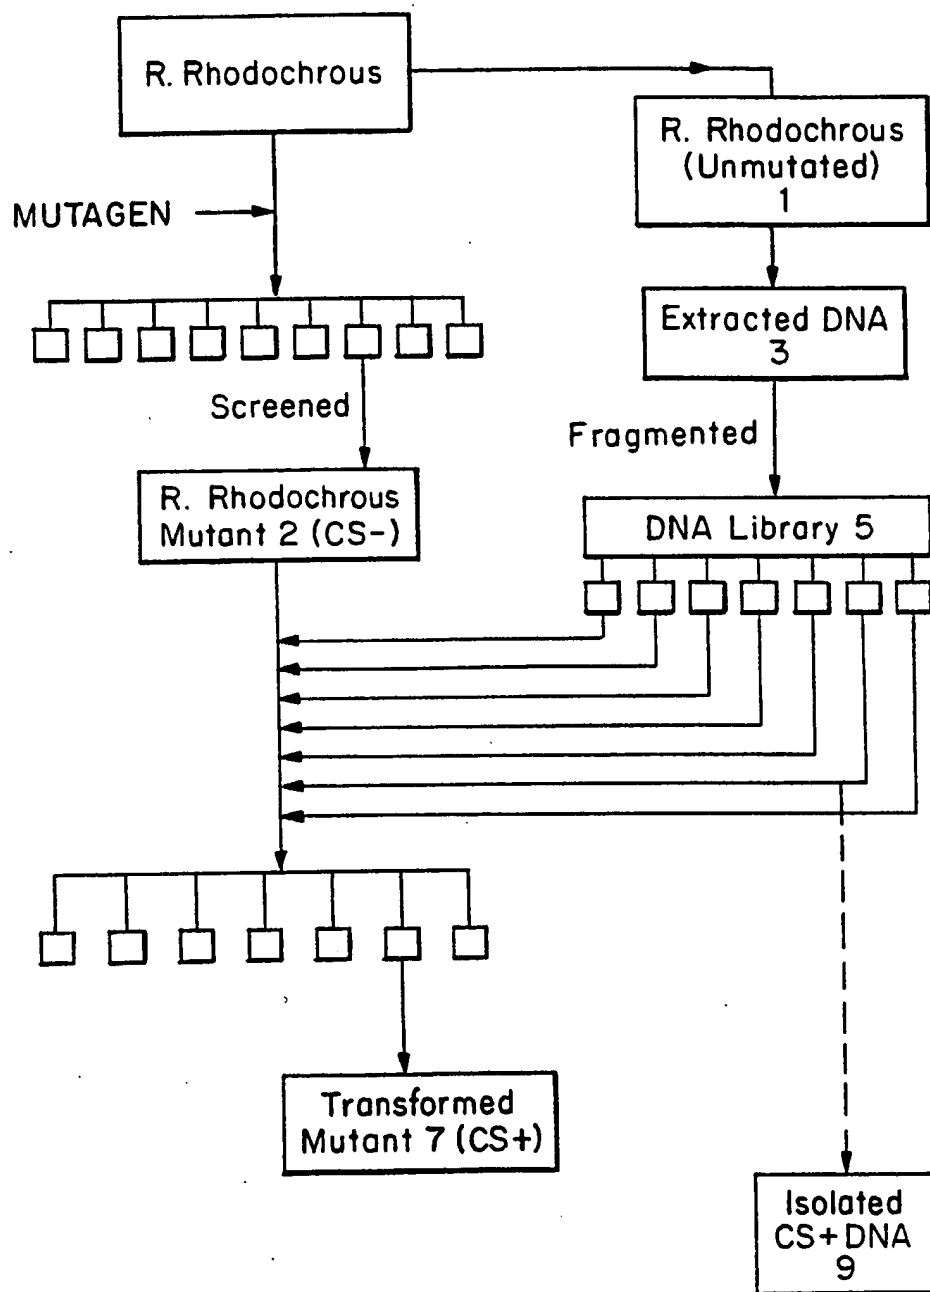 R. Rhodochrous
R. Rhodochrous
(Unmutated)
1
MUTAGEN
Extracted DNA
3
Screened
Fragmented
R. Rhodochrous
Mutant 2 (CS-)
DNA Library 5
Transformed
Mutant 7 (CS+)
Isolated
CS+ DNA
9